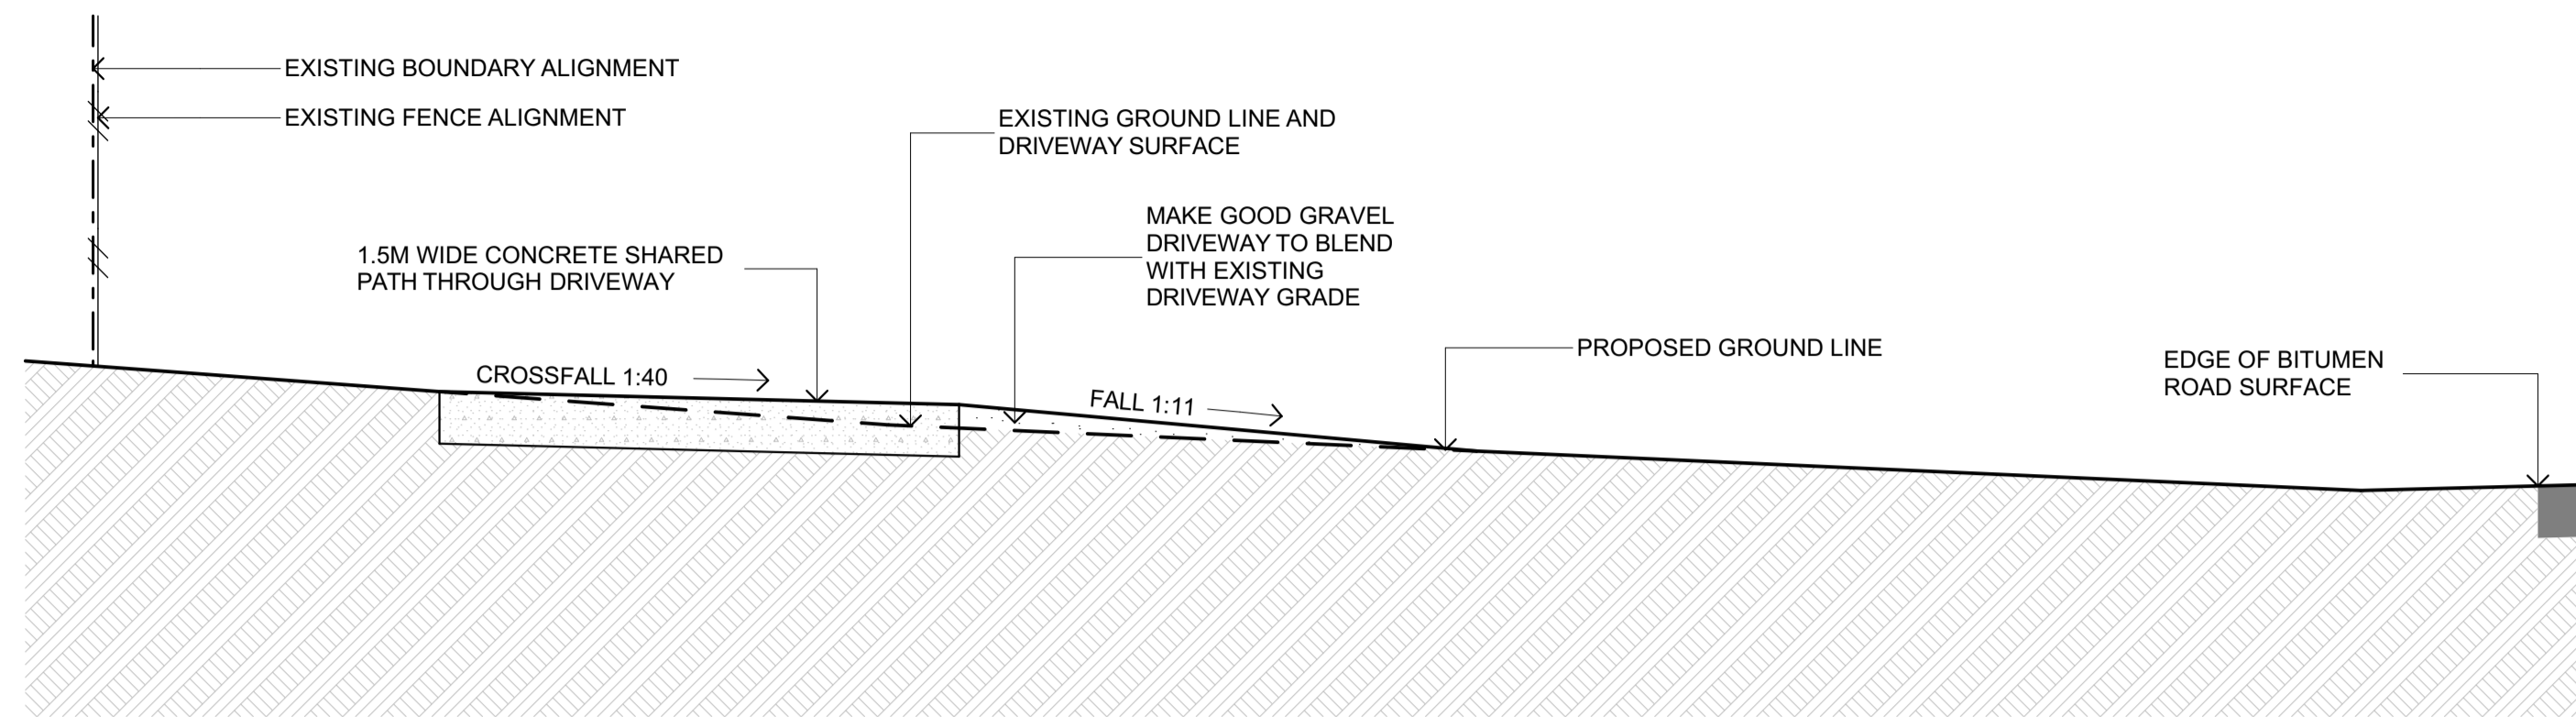 EXISTING BOUNDARY ALIGNMENT
EXISTING FENCE ALIGNMENT
EXISTING GROUND LINE AND
DRIVEWAY SURFACE
MAKE GOOD GRAVEL
DRIVEWAY TO BLEND
WITH EXISTING
DRIVEWAY GRADE
1.5M WIDE CONCRETE SHARED
PATH THROUGH DRIVEWAY
PROPOSED GROUND LINE
EDGE OF BITUMEN
ROAD SURFACE
CROSSFALL 1:40
FALL 1:11